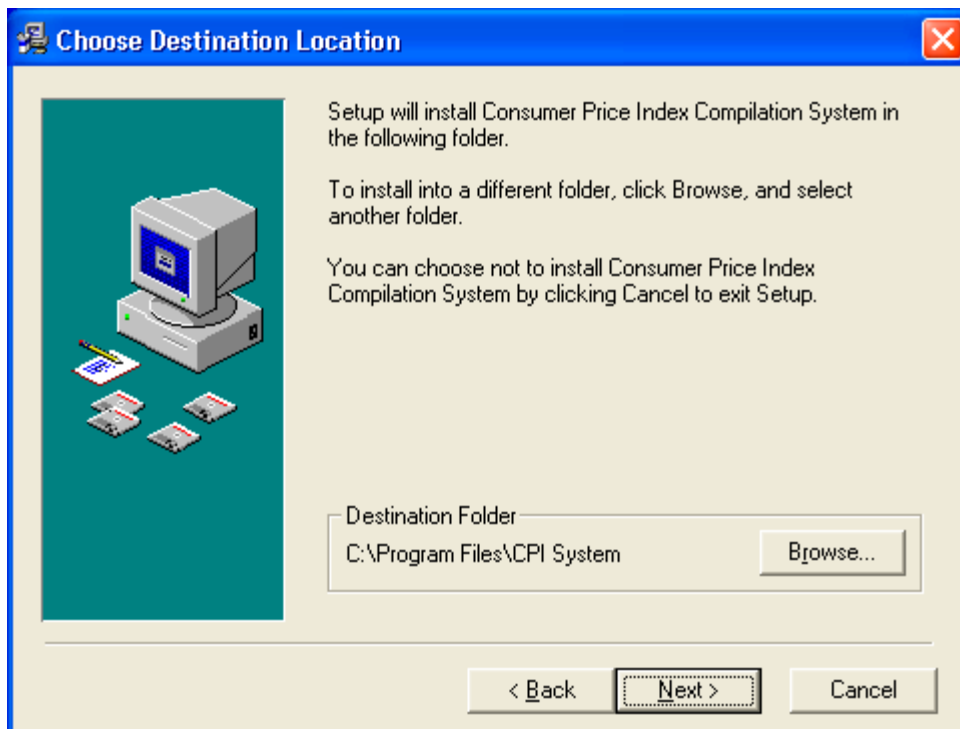 Choose Destination Location
Setup will install Consumer Price Index Compilation System in
the following folder.
To install into a different folder, click Browse, and select
another folder.
You can choose not to install Consumer Price Index
Compilation System by clicking Cancel to exit Setup.
Destination Folder
C:\Program Files\CPI System
Browse...
< Back
Next >
Cancel